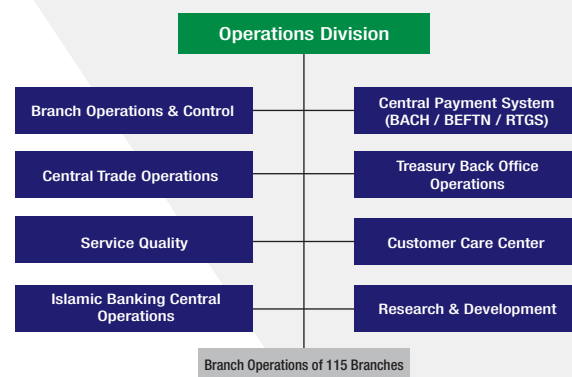 Operations Division
Branch Operations & Control
Central Payment System
(BACH / BEFTN / RTGS)
Central Trade Operations
Treasury Back Office
Operations
Service Quality
Customer Care Center
Islamic Banking Central
Operations
Research & Development
Branch Operations of 115 Branches